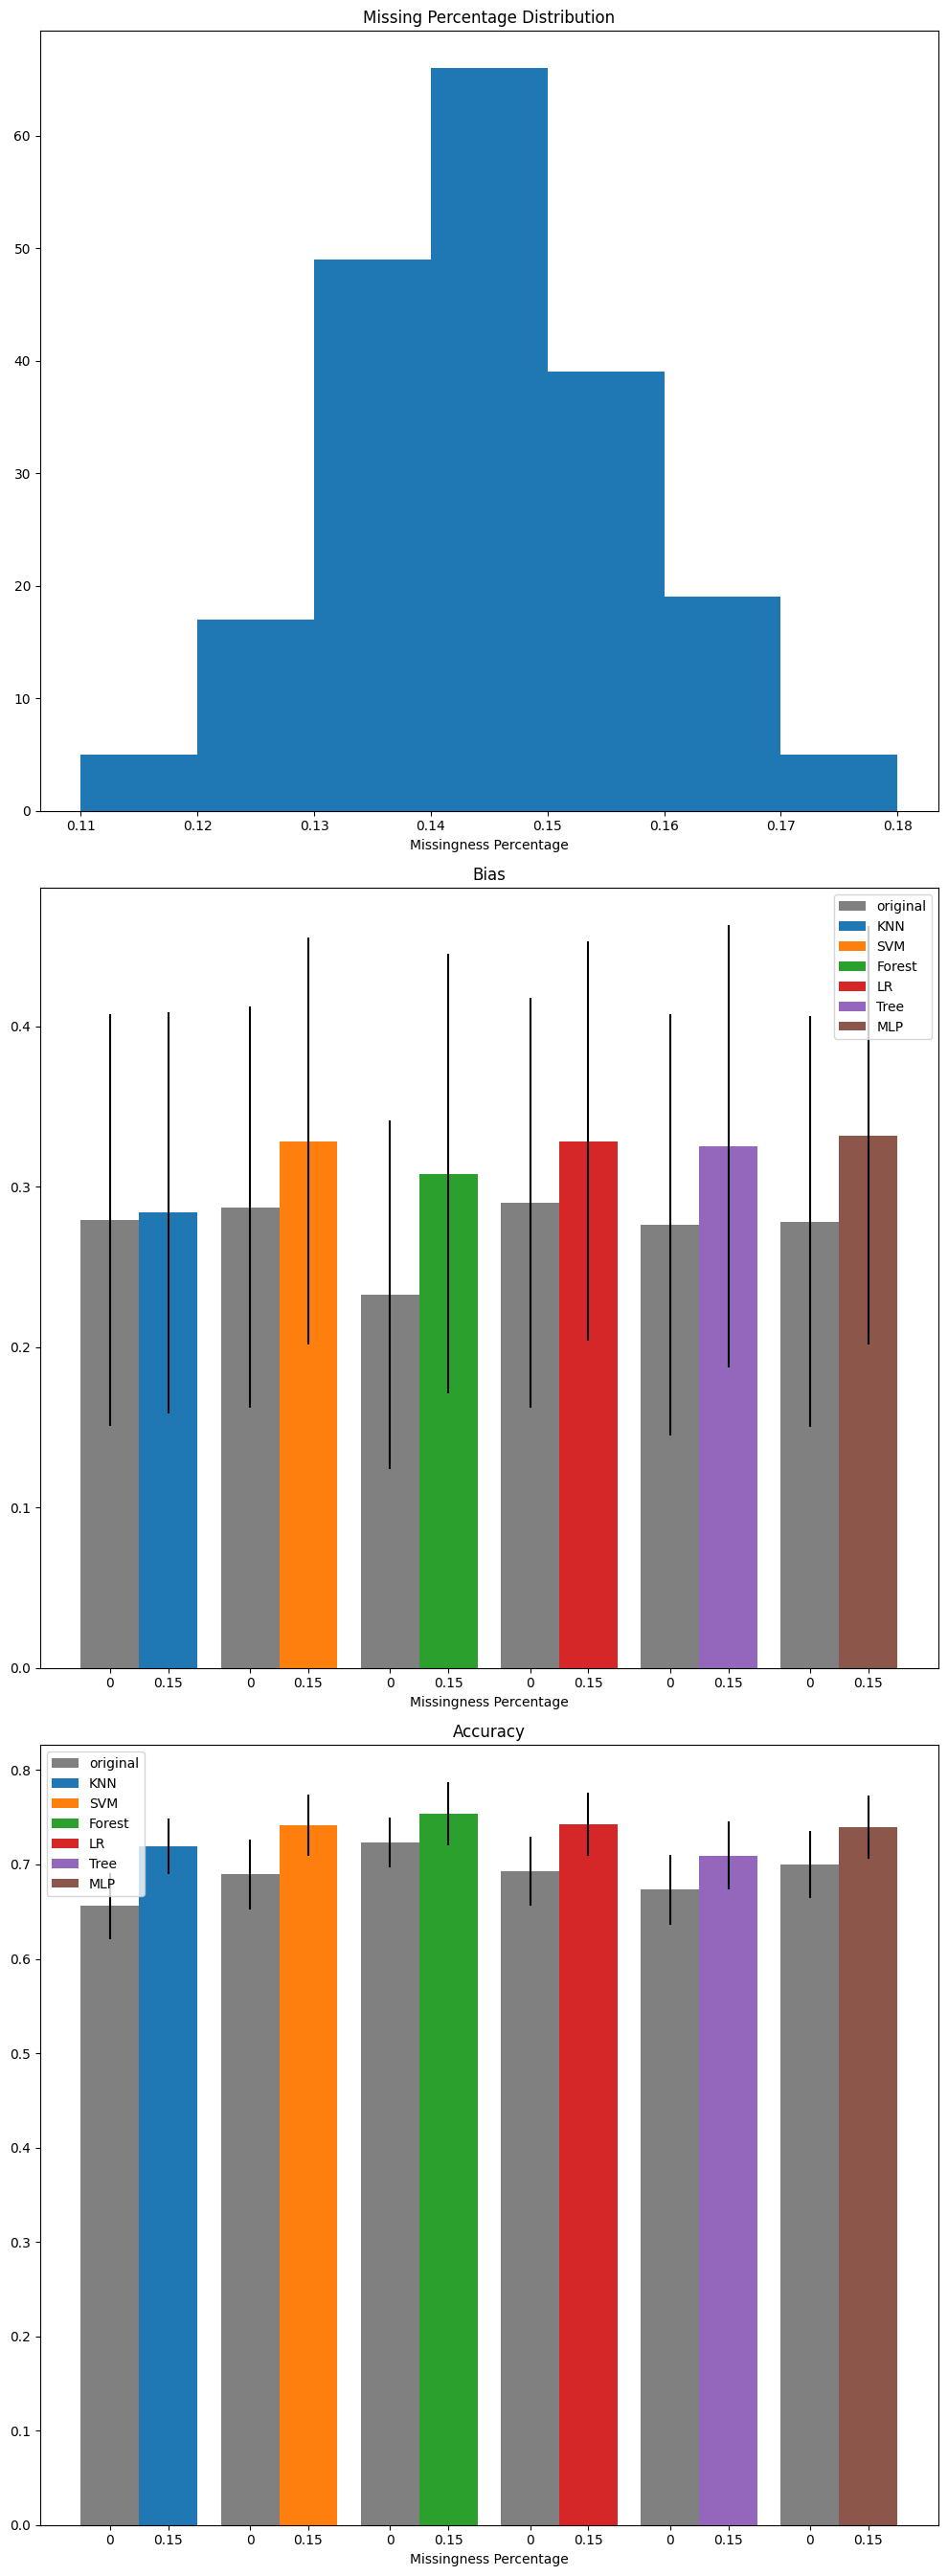 Missing Percentage Distribution
60
50
40
30
20
10
0
0.11 0.12 0.13 0.14 0.15 0.16 0.17 0.18
Missingness Percentage
Bias
original
KNN
SVM
Forest
LR
Tree
MLP
0.4
0.3
0.2
0.1
0.0
0 0.15 0 0.15 0 0.15 0 0.15 0 0.15 0 0.15
Missingness Percentage
Accuracy
original
KNN
SVM
Forest
LR
Tree
MLP
0.8
0.7
0.6
0.5
0.4
0.3
0.2
0.1
0.0
0 0.15 0 0.15 0 0.15 0 0.15 0 0.15 0 0.15
Missingness Percentage